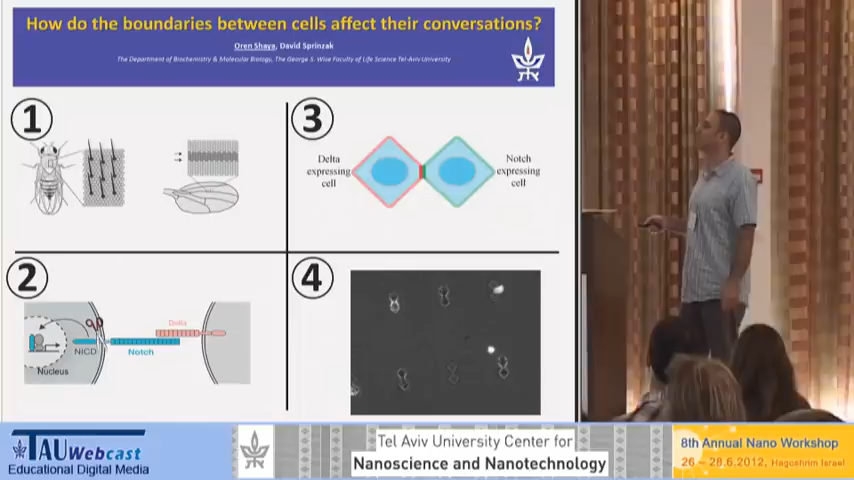 How do the boundaries between cells affect their conversations?
Oren Shaya, David Sprinzak
The Department of Biochemistry & Molecular Biology, The George S. Wise Faculty of Life Science Tel-Aviv University
1
3
Delta
expressing
cell
Notch
expressing
cell
2
Delta
NICD
Notch
Nucleus
4
TAU Webcast
Educational Digital Media
Tel Aviv University Center for
Nanoscience and Nanotechnology
8th Annual Nano Workshop
26 – 28.6.2012, Hagoshrim Israel